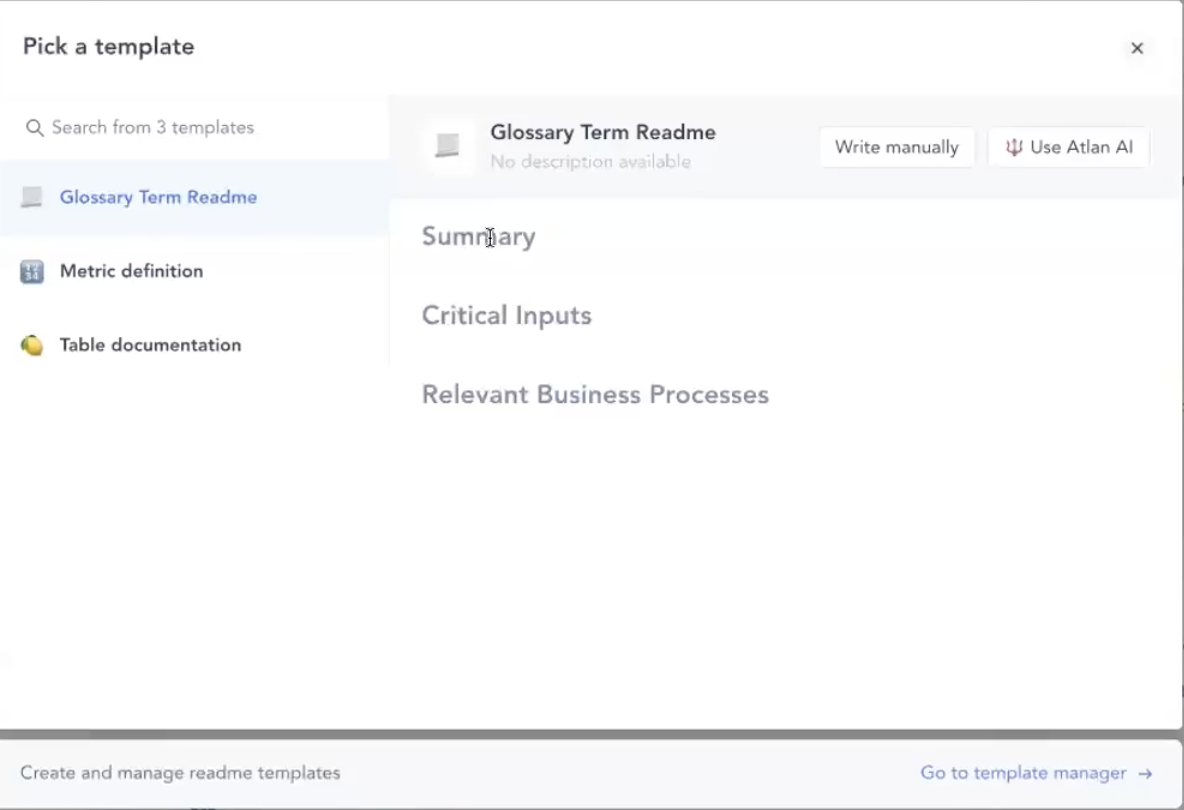 Pick a template
Search from 3 templates
Glossary Term Readme
Metric definition
Table documentation
Glossary Term Readme
No description available
Write manually
Use Atlan AI
Summary
Critical Inputs
Relevant Business Processes
Create and manage readme templates
Go to template manager →